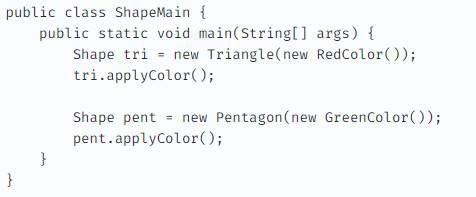 public class ShapeMain {
    public static void main(String[] args) {
        Shape tri = new Triangle(new RedColor());
        tri.applyColor();

        Shape pent = new Pentagon(new GreenColor());
        pent.applyColor();
    }
}